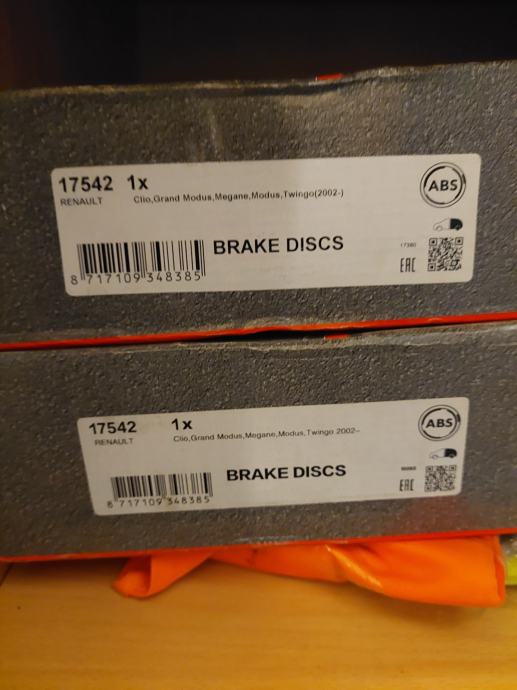 17542 1x
RENAULT
Clio,Grand Modus,Megane,Modus,Twingo(2002-)
ABS
BRAKE DISCS
17380
EAC
8 717109 348385
17542 1x
RENAULT
Clio,Grand Modus,Megane,Modus,Twingo 2002-
ABS
BRAKE DISCS
EAC
8 717109 348385